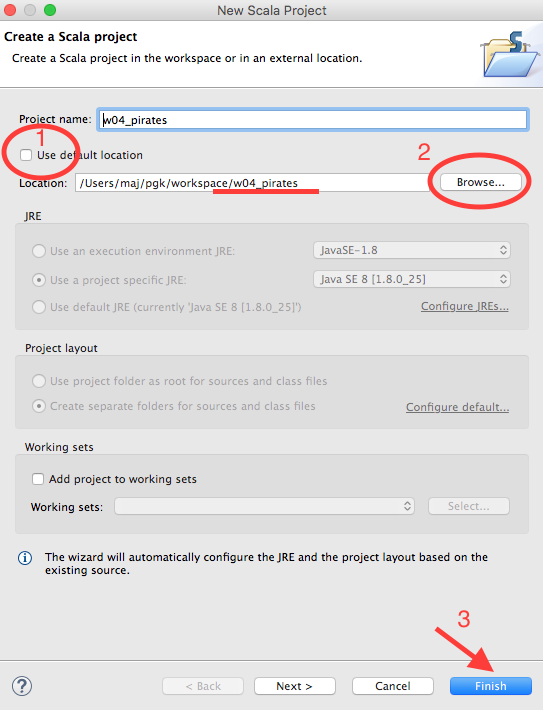 New Scala Project
Create a Scala project
Create a Scala project in the workspace or in an external location.
Project name: w04_pirates
1
2
Use default location
Location: /Users/maj/pgk/workspace/w04_pirates Browse...
JRE
Use an execution environment JRE: JavaSE-1.8
Use a project specific JRE: Java SE 8 [1.8.0_25]
Use default JRE (currently 'Java SE 8 [1.8.0_25]') Configure JREs...
Project layout
Use project folder as root for sources and class files
Create separate folders for sources and class files Configure default...
Working sets
Add project to working sets
Working sets: Select...
The wizard will automatically configure the JRE and the project layout based on the
existing source.
3
? < Back Next > Cancel Finish